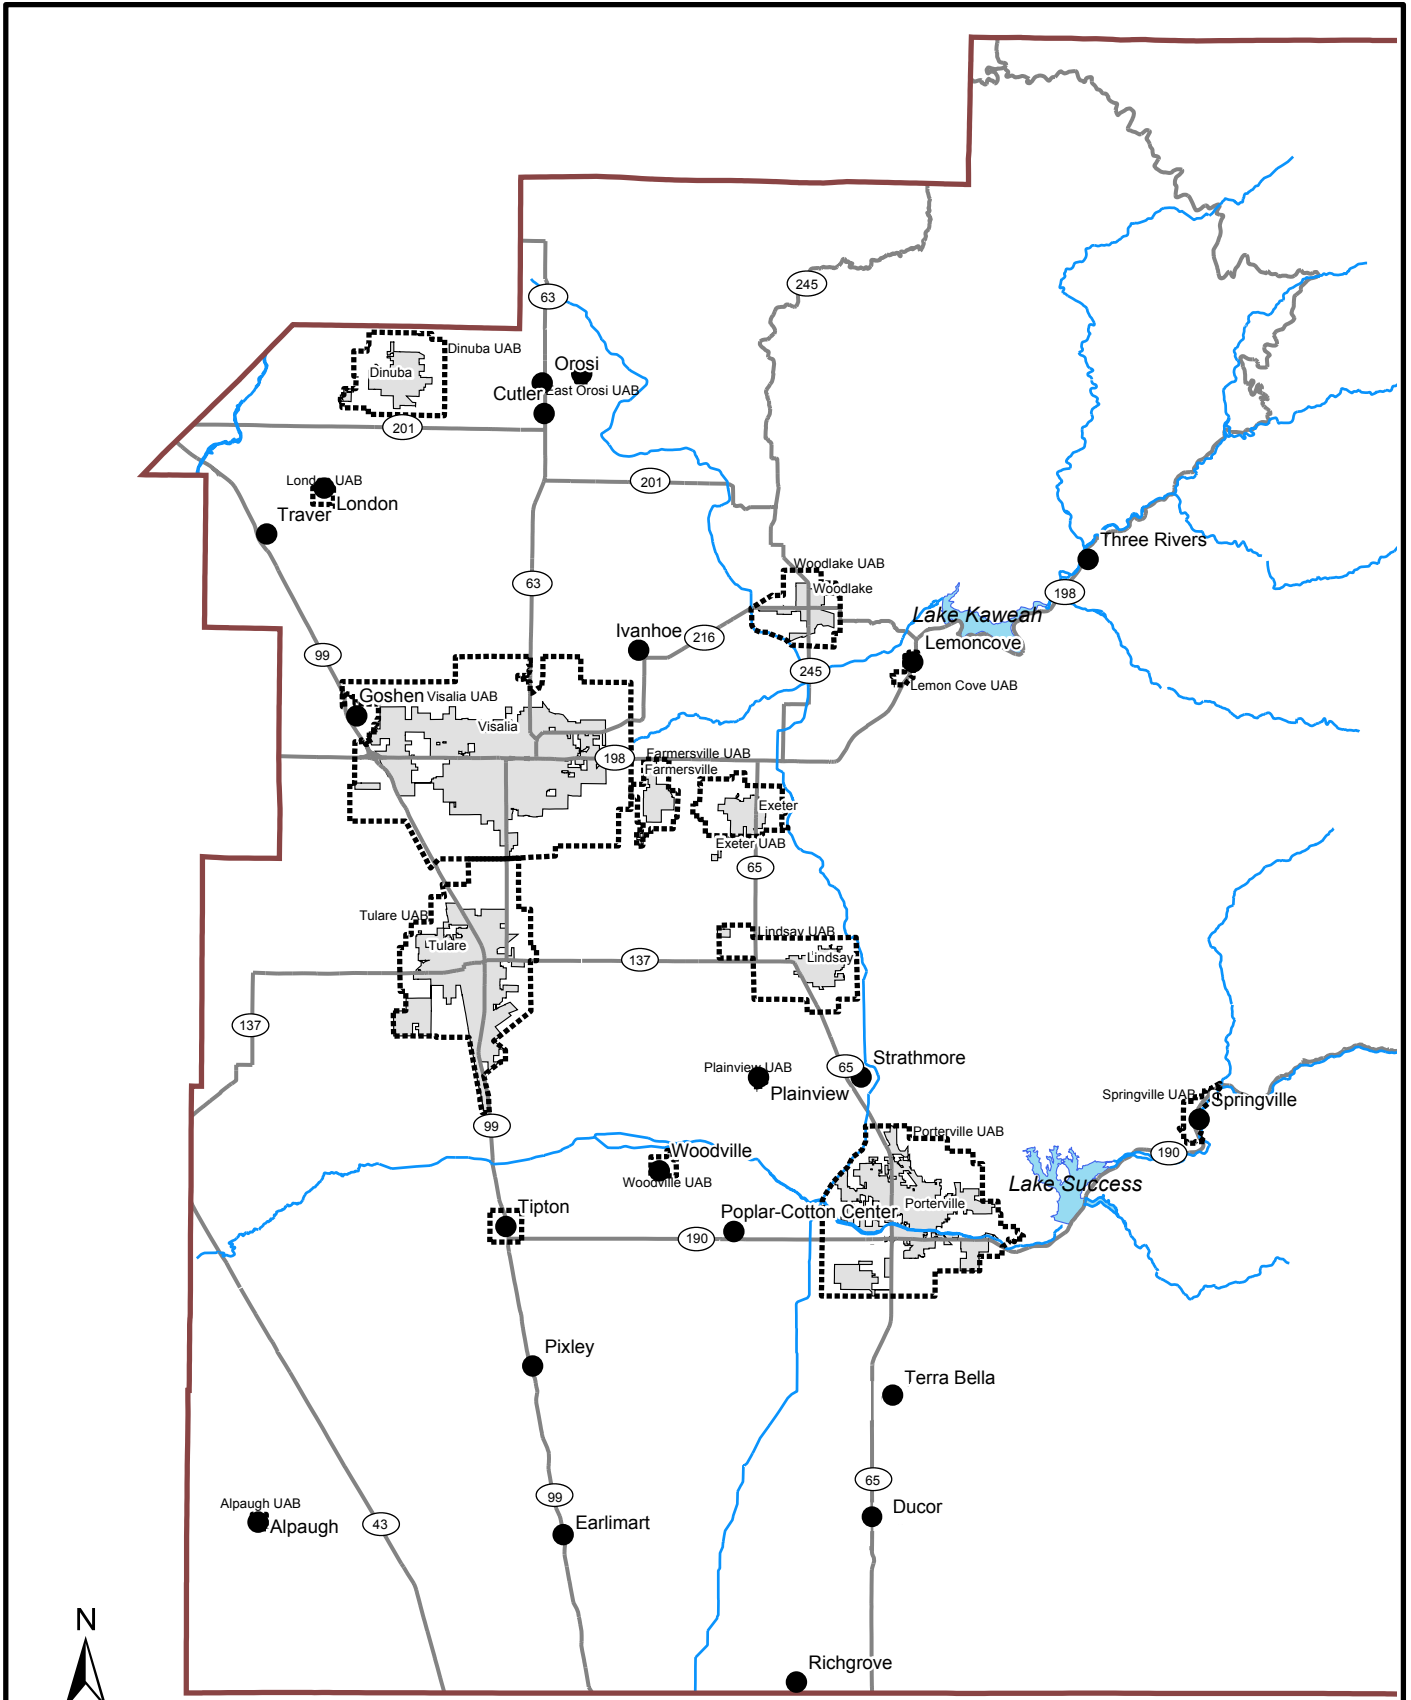 245
63
Dinuba UAB
Orosi
Dinuba
East Orosi UAB
Cutler
201
London UAB
201
London
Traver
Three Rivers
Woodlake UAB
63
Woodlake
198
Lake Kaweah
Ivanhoe
216
Lemoncove
99
245
Lemon Cove UAB
Goshen
Visalia UAB
Visalia
Farmersville UAB
198
Farmersville
Exeter
Exeter UAB
65
Tulare UAB
Lindsay UAB
Tulare
137
Lindsay
137
Strathmore
Plainview UAB
65
Plainview
Springville UAB
Springville
99
Porterville UAB
Woodville
190
Woodville UAB
Lake Success
Tipton
Poplar-Cotton Center
Porterville
190
Pixley
Terra Bella
65
99
Alpaugh UAB
Ducor
Alpaugh
43
Earlimart
N
Richgrove